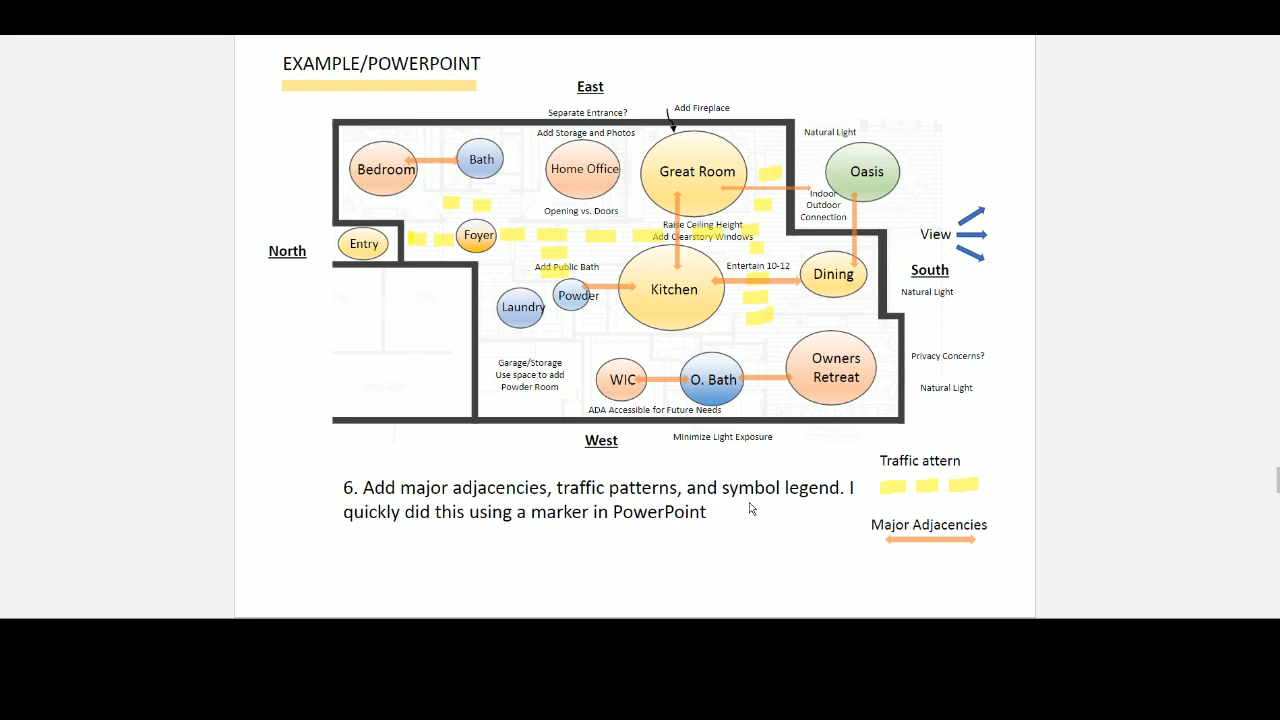 EXAMPLE/POWERPOINT
East
Separate Entrance?
Add Fireplace
Add Storage and Photos
Natural Light
Bedroom
Bath
Home Office
Great Room
Oasis
Indoor
Outdoor
Connection
Opening vs. Doors
Raise Ceiling Height
Add Clearstory Windows
Entry
Foyer
View
North
South
Add Public Bath
Entertain 10-12
Dining
Kitchen
Powder
Laundry
Natural Light
Garage/Storage
Use space to add
Powder Room
WIC
O. Bath
Owners
Retreat
Privacy Concerns?
Natural Light
ADA Accessible for Future Needs
West
Minimize Light Exposure
Traffic attern
6. Add major adjacencies, traffic patterns, and symbol legend. I
quickly did this using a marker in PowerPoint
Major Adjacencies